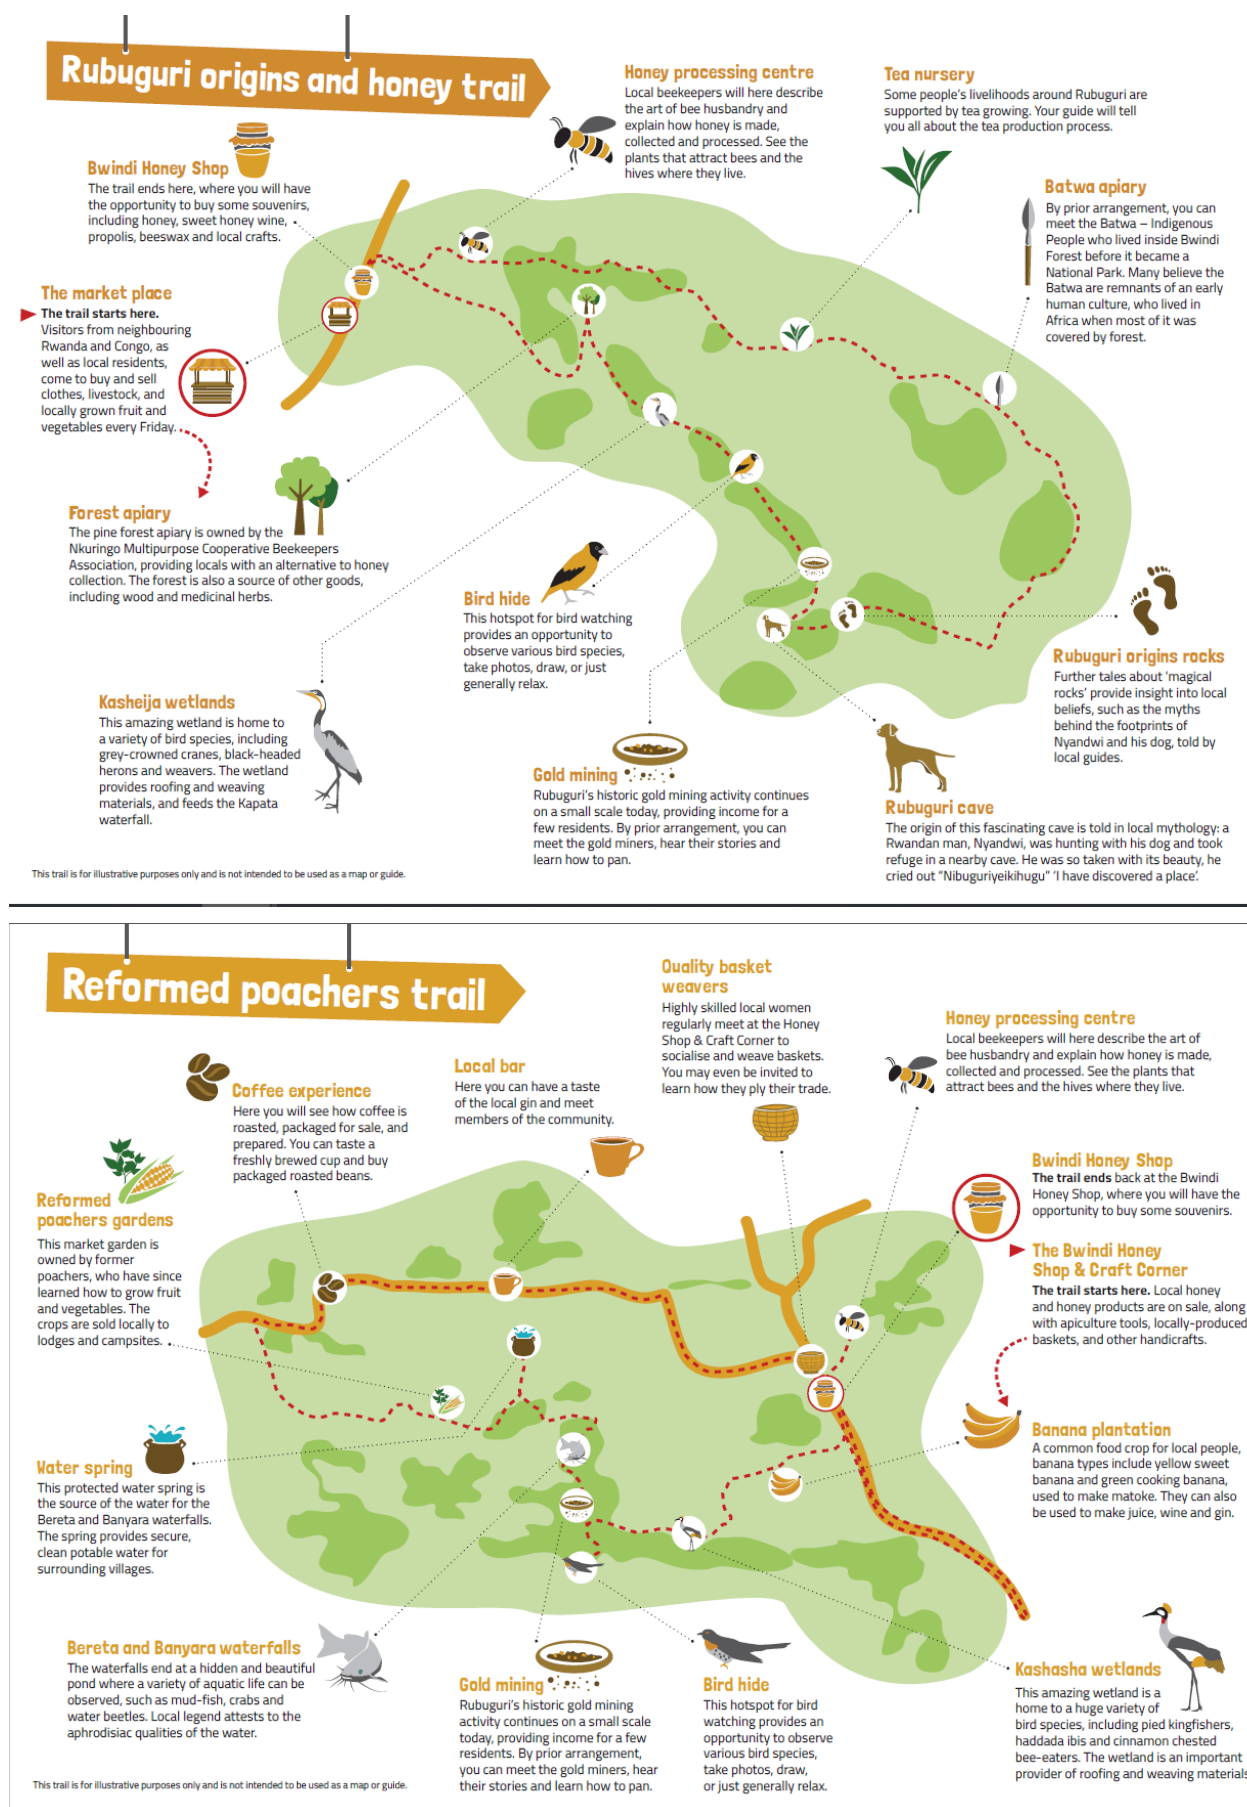 Rubuguri origins and honey trail
Honey processing centre
Local beekeepers will here describe
the art of bee husbandry and
explain how honey is made,
collected and processed. See the
plants that attract bees and the
hives where they live.
Tea nursery
Some people's livelihoods around Rubuguri are
supported by tea growing. Your guide will tell
you all about the tea production process.
Bwindi Honey Shop
The trail ends here, where you will have
the opportunity to buy some souvenirs,
including honey, sweet honey wine,
propolis, beeswax and local crafts.
Batwa apiary
By prior arrangement, you can
meet the Batwa – Indigenous
People who lived inside Bwindi
Forest before it became a
National Park. Many believe the
Batwa are remnants of an early
human culture, who lived in
Africa when most of it was
covered by forest.
The market place
The trail starts here.
Visitors from neighbouring
Rwanda and Congo, as
well as local residents,
come to buy and sell
clothes, livestock, and
locally grown fruit and
vegetables every Friday.
Forest apiary
The pine forest apiary is owned by the
Nkuringo Multipurpose Cooperative Beekeepers
Association, providing locals with an alternative to honey
collection. The forest is also a source of other goods,
including wood and medicinal herbs.
Bird hide
This hotspot for bird watching
provides an opportunity to
observe various bird species,
take photos, draw, or just
generally relax.
Rubuguri origins rocks
Further tales about 'magical
rocks' provide insight into local
beliefs, such as the myths
behind the footprints of
Nyandwi and his dog, told by
local guides.
Kasheija wetlands
This amazing wetland is home to
a variety of bird species, including
grey-crowned cranes, black-headed
herons and weavers. The wetland
provides roofing and weaving
materials, and feeds the Kapata
waterfall.
Gold mining
Rubuguri's historic gold mining activity continues
on a small scale today, providing income for a
few residents. By prior arrangement, you can
meet the gold miners, hear their stories and
learn how to pan.
Rubuguri cave
The origin of this fascinating cave is told in local mythology: a
Rwandan man, Nyandwi, was hunting with his dog and took
refuge in a nearby cave. He was so taken with its beauty, he
cried out "Nibuguriyeikihugu" 'I have discovered a place'.
This trail is for illustrative purposes only and is not intended to be used as a map or guide.
Reformed poachers trail
Quality basket
weavers
Highly skilled local women
regularly meet at the Honey
Shop & Craft Corner to
socialise and weave baskets.
You may even be invited to
learn how they ply their trade.
Honey processing centre
Local beekeepers will here describe the art of
bee husbandry and explain how honey is made,
collected and processed. See the plants that
attract bees and the hives where they live.
Local bar
Here you can have a taste
of the local gin and meet
members of the community.
Coffee experience
Here you will see how coffee is
roasted, packaged for sale, and
prepared. You can taste a
freshly brewed cup and buy
packaged roasted beans.
Bwindi Honey Shop
The trail ends back at the Bwindi
Honey Shop, where you will have the
opportunity to buy some souvenirs.
Reformed
poachers gardens
This market garden is
owned by former
poachers, who have since
learned how to grow fruit
and vegetables. The
crops are sold locally to
lodges and campsites.
The Bwindi Honey
Shop & Craft Corner
The trail starts here. Local honey
and honey products are on sale, along
with apiculture tools, locally-produced
baskets, and other handicrafts.
Banana plantation
A common food crop for local people,
banana types include yellow sweet
banana and green cooking banana,
used to make matoke. They can also
be used to make juice, wine and gin.
Water spring
This protected water spring is
the source of the water for the
Bereta and Banyara waterfalls.
The spring provides secure,
clean potable water for
surrounding villages.
Bereta and Banyara waterfalls
The waterfalls end at a hidden and beautiful
pond where a variety of aquatic life can be
observed, such as mud-fish, crabs and
water beetles. Local legend attests to the
aphrodisiac qualities of the water.
Gold mining
Rubuguri's historic gold mining
activity continues on a small scale
today, providing income for a few
residents. By prior arrangement,
you can meet the gold miners, hear
their stories and learn how to pan.
Bird hide
This hotspot for bird
watching provides an
opportunity to observe
various bird species,
take photos, draw,
or just generally relax.
Kashasha wetlands
This amazing wetland is a
home to a huge variety of
bird species, including pied kingfishers,
haddada ibis and cinnamon chested
bee-eaters. The wetland is an important
provider of roofing and weaving materials
This trail is for illustrative purposes only and is not intended to be used as a map or guide.